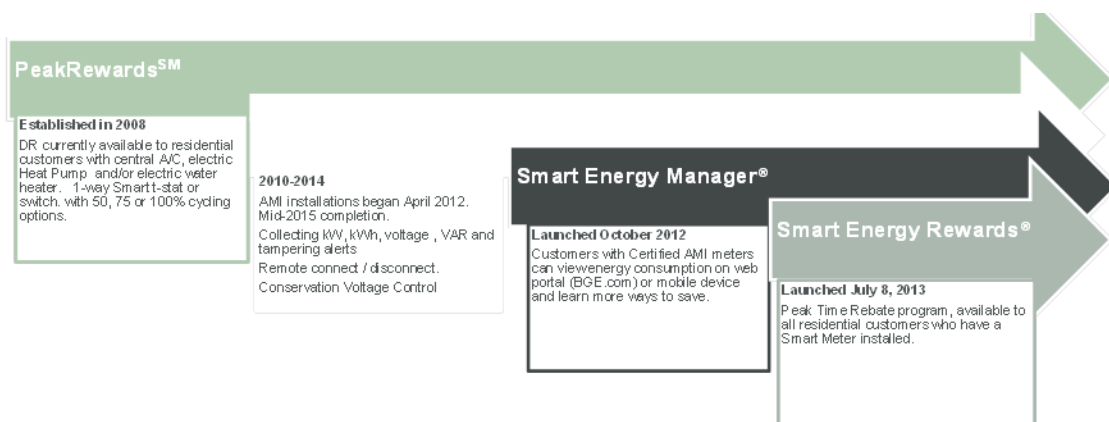 PeakRewardsSM
Established in 2008
DR currently available to residential
customers with central A/C, electric
Heat Pump and/or electric water
heater. 1-way Smart t-stat or
switch. with 50, 75 or 100% cycling
options.
2010-2014
AMI installations began April 2012.
Mid-2015 completion.
Collecting kW, kWh, voltage , VAR and
tampering alerts
Remote connect / disconnect.
Conservation Voltage Control
Smart Energy Manager®
Launched October 2012
Customers with Certified AMI meters
can view energy consumption on web
portal (BGE.com) or mobile device
and learn more ways to save.
Smart Energy Rewards®
Launched July 8, 2013
Peak Time Rebate program, available to
all residential customers who have a
Smart Meter installed.